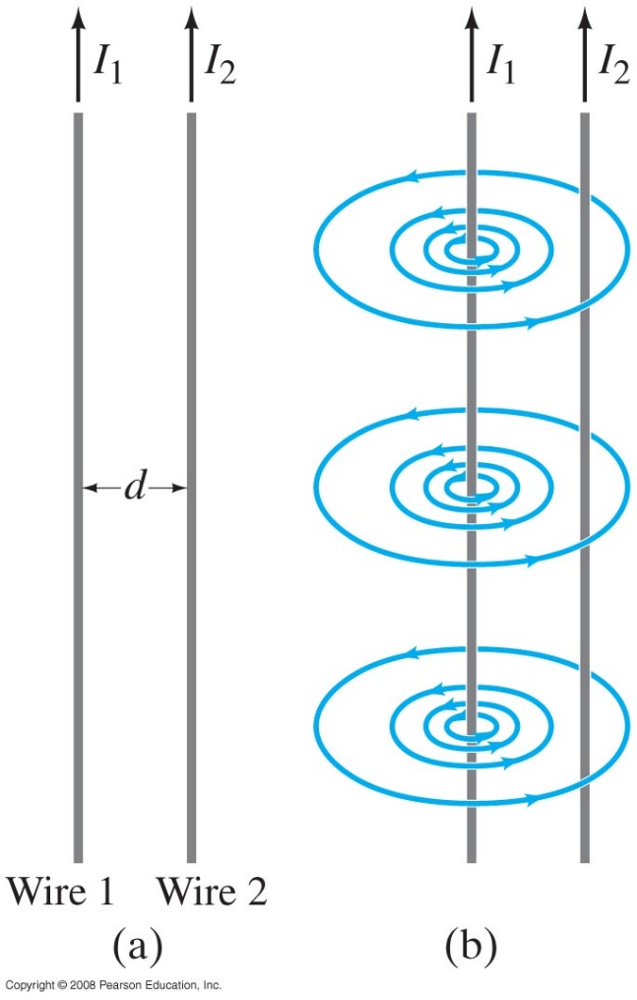 I1 I2
I1 I2
d
Wire 1 Wire 2
(a) (b)
Copyright © 2008 Pearson Education, Inc.